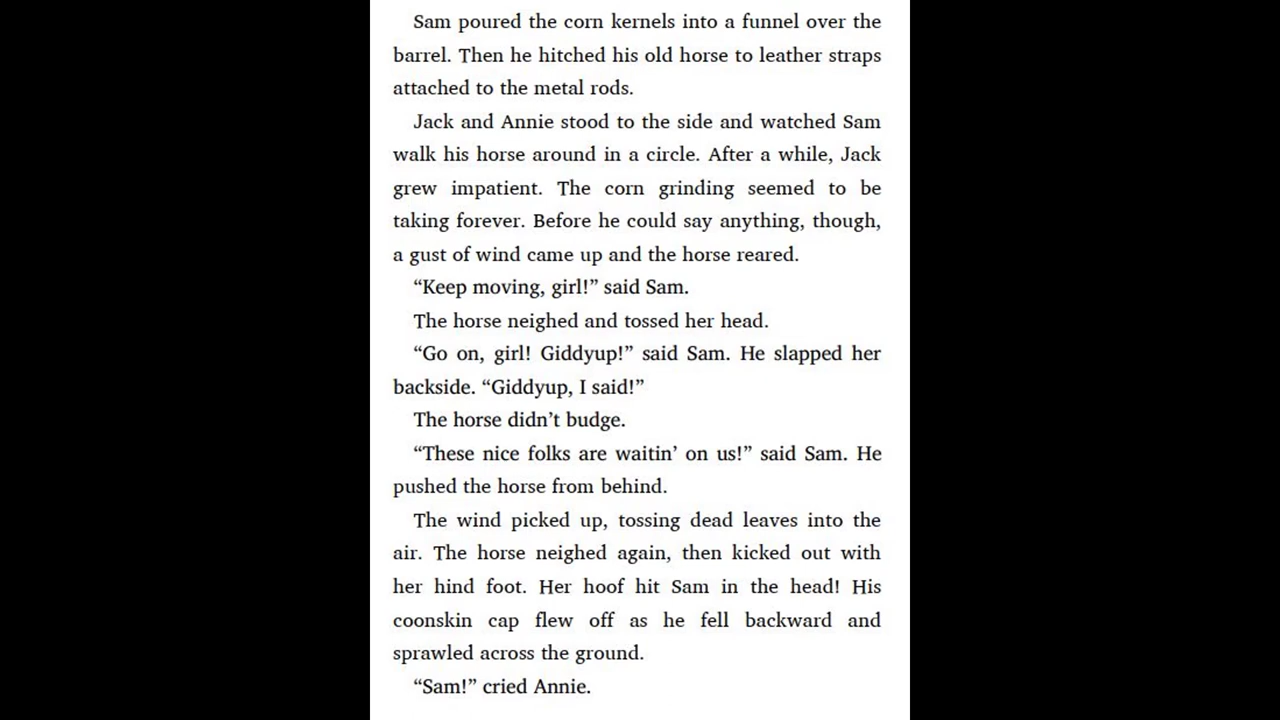 Sam poured the corn kernels into a funnel over the
barrel. Then he hitched his old horse to leather straps
attached to the metal rods.
Jack and Annie stood to the side and watched Sam
walk his horse around in a circle. After a while, Jack
grew impatient. The corn grinding seemed to be
taking forever. Before he could say anything, though,
a gust of wind came up and the horse reared.
“Keep moving, girl!” said Sam.
The horse neighed and tossed her head.
“Go on, girl! Giddyup!” said Sam. He slapped her
backside. “Giddyup, I said!”
The horse didn’t budge.
“These nice folks are waitin’ on us!” said Sam. He
pushed the horse from behind.
The wind picked up, tossing dead leaves into the
air. The horse neighed again, then kicked out with
her hind foot. Her hoof hit Sam in the head! His
coonskin cap flew off as he fell backward and
sprawled across the ground.
“Sam!” cried Annie.